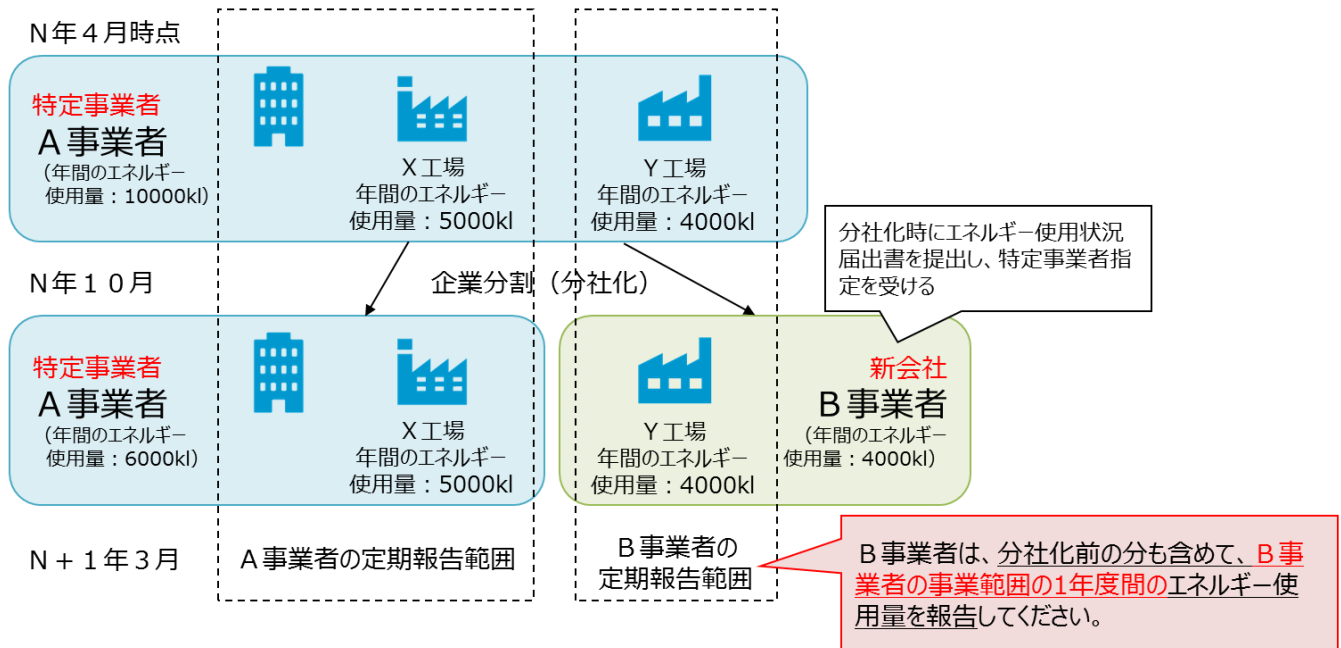 N年4月時点
特定事業者
A事業者
(年間のエネルギー
使用量:10000kl)
X工場
年間のエネルギー
使用量:5000kl
Y工場
年間のエネルギー
使用量:4000kl
分社化時にエネルギー使用状況
届出書を提出し、特定事業者指
定を受ける
N年10月
企業分割(分社化)
特定事業者
A事業者
(年間のエネルギー
使用量:6000kl)
X工場
年間のエネルギー
使用量:5000kl
Y工場
年間のエネルギー
使用量:4000kl
新会社
B事業者
(年間のエネルギー
使用量:4000kl)
N+1年3月
A事業者の定期報告範囲
B事業者の
定期報告範囲
B事業者は、分社化前の分も含めて、B事
業者の事業範囲の1年度間のエネルギー使
用量を報告してください。